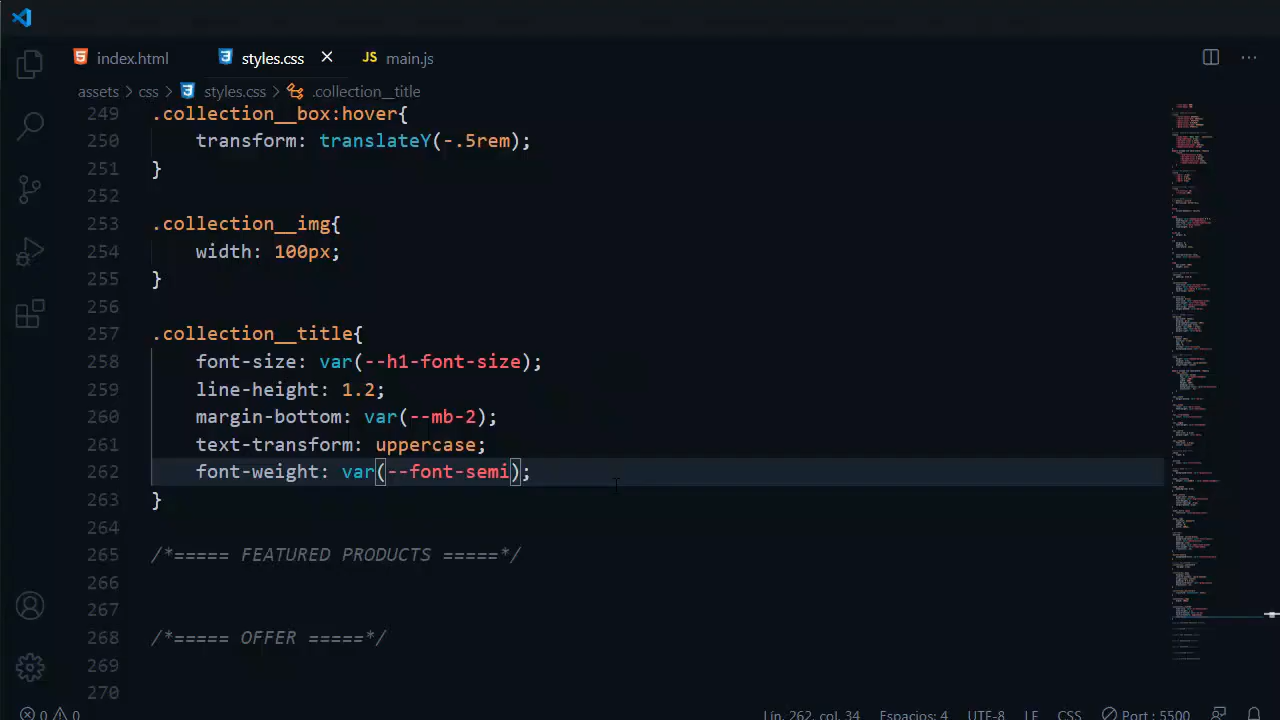 index.html
styles.css
JS main.js
assets > css > styles.css > .collection__title
249 .collection__box:hover{
250 transform: translateY(-.5rem);
251 }
252
253 .collection__img{
254 width: 100px;
255 }
256
257 .collection__title{
258 font-size: var(--h1-font-size);
259 line-height: 1.2;
260 margin-bottom: var(--mb-2);
261 text-transform: uppercase;
262 font-weight: var(--font-semi);
263 }
264
265 /*===== FEATURED PRODUCTS =====*/
266
267
268 /*===== OFFER =====*/
269
270
0 0 Lín. 262, col. 34 Espacios: 4 UTF-8 LF CSS Port : 5500